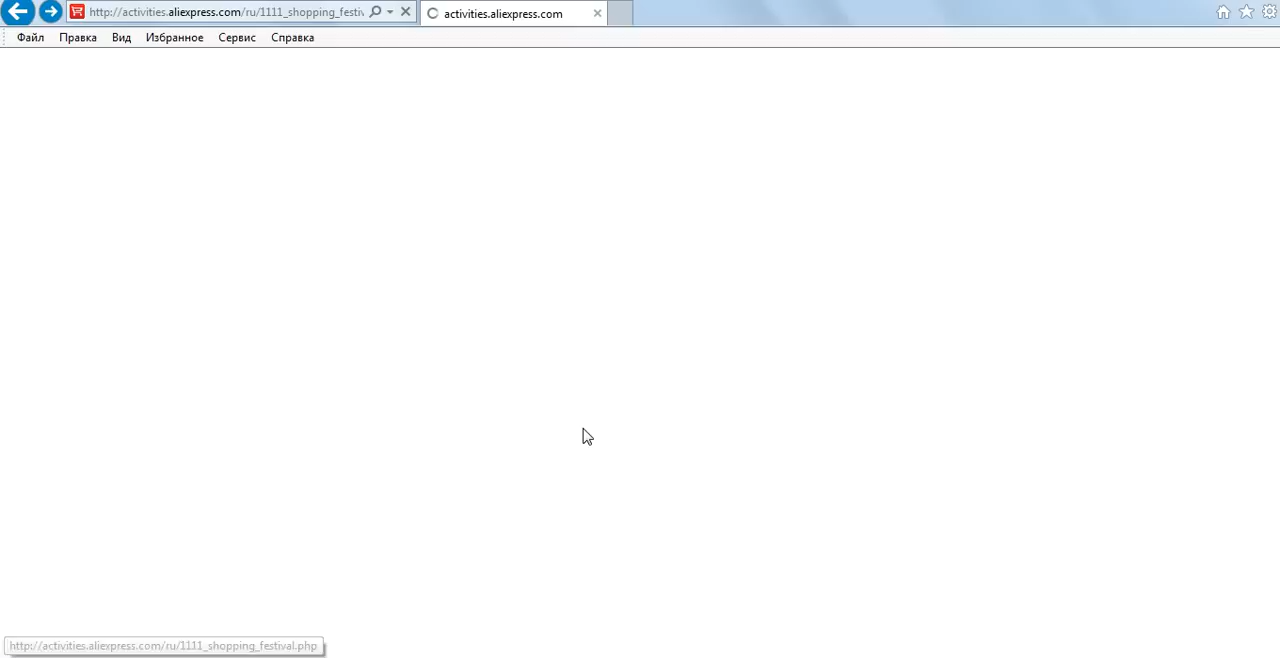 http://activities.aliexpress.com/ru/1111_shopping_festiv
activities.aliexpress.com
Файл Правка Вид Избранное Сервис Справка
http://activities.aliexpress.com/ru/1111_shopping_festival.php